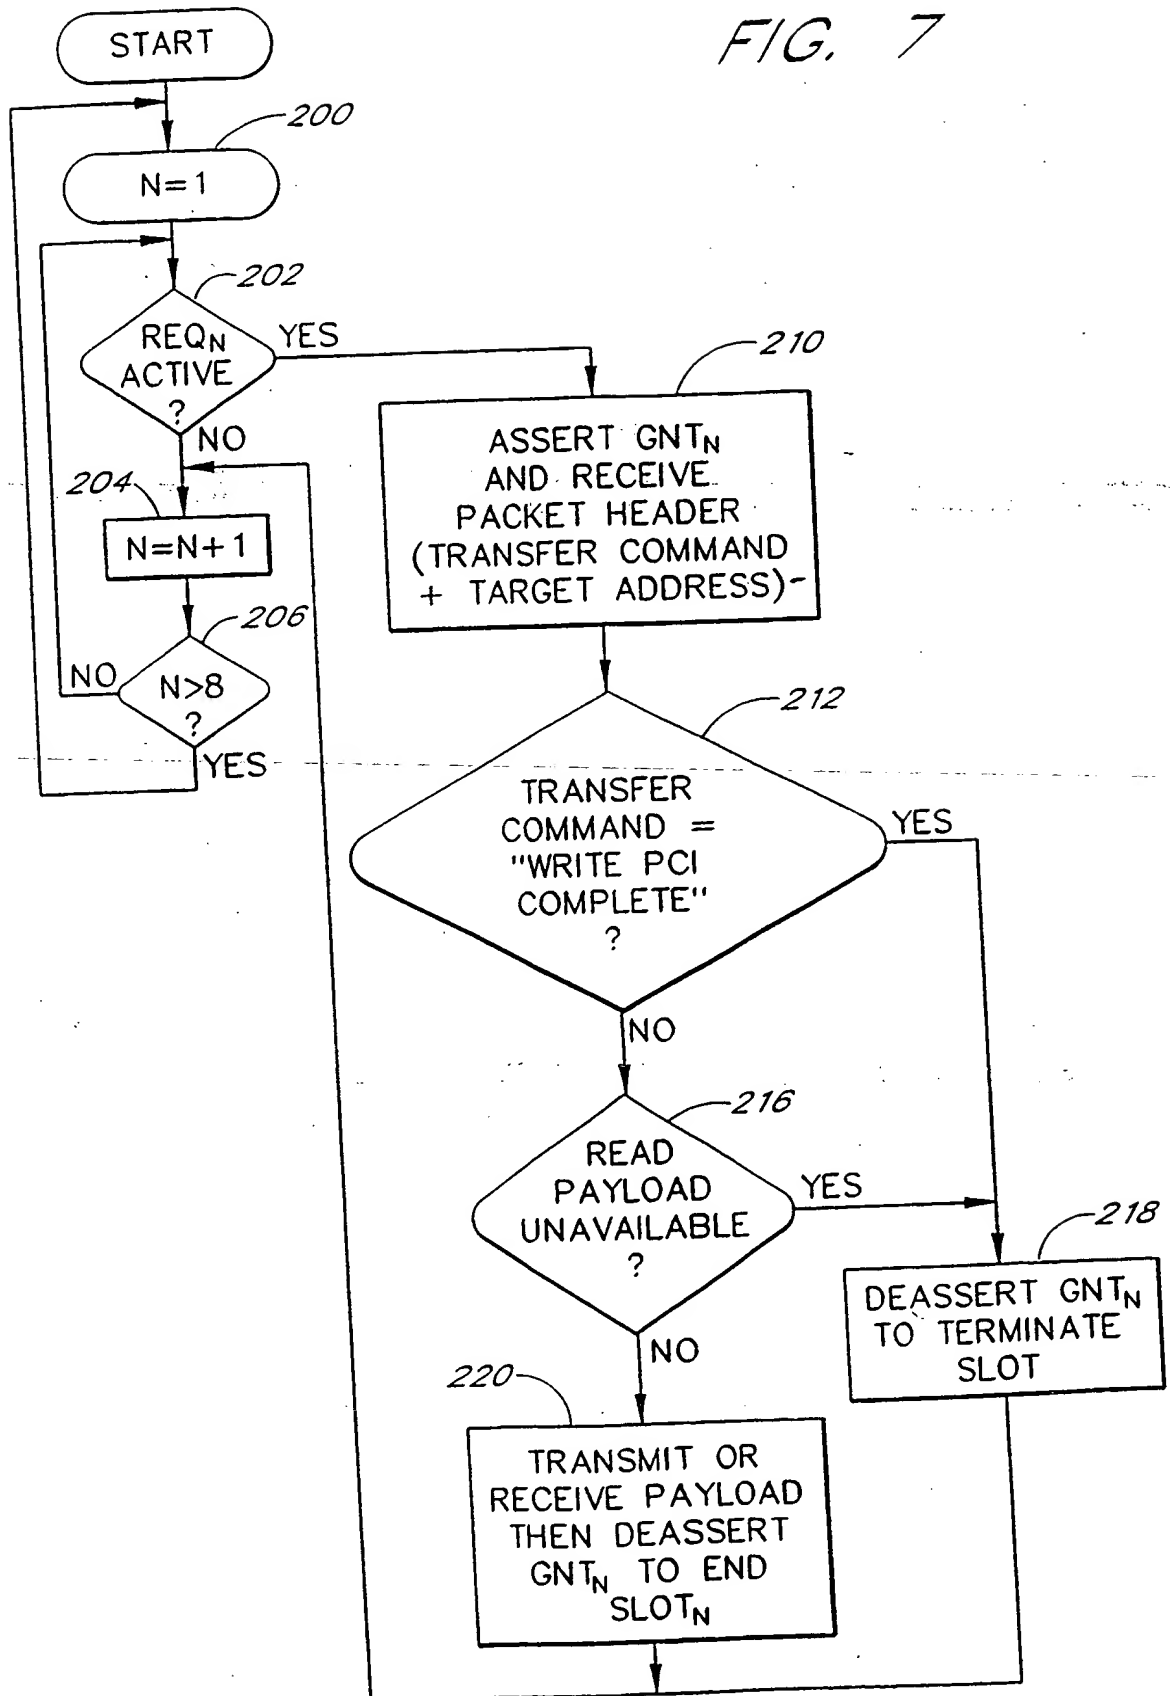 FIG. 7
START
200
N=1
202
REQN
ACTIVE
?
YES
NO
204
N=N+1
206
N>8
?
NO
YES
210
ASSERT GNTN
AND RECEIVE
PACKET HEADER
(TRANSFER COMMAND
+ TARGET ADDRESS)
212
TRANSFER
COMMAND =
"WRITE PCI
COMPLETE"
?
YES
NO
216
READ
PAYLOAD
UNAVAILABLE
?
YES
NO
218
DEASSERT GNTN
TO TERMINATE
SLOT
220
TRANSMIT OR
RECEIVE PAYLOAD
THEN DEASSERT
GNTN TO END
SLOTN